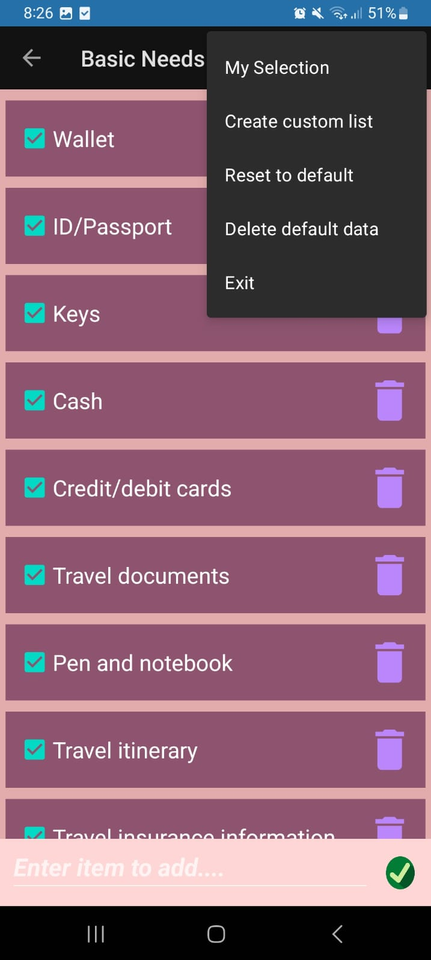 8:26
51%
Basic Needs
My Selection
Create custom list
Reset to default
Delete default data
Exit
Wallet
ID/Passport
Keys
Cash
Credit/debit cards
Travel documents
Pen and notebook
Travel itinerary
Travel insurance information
Enter item to add....